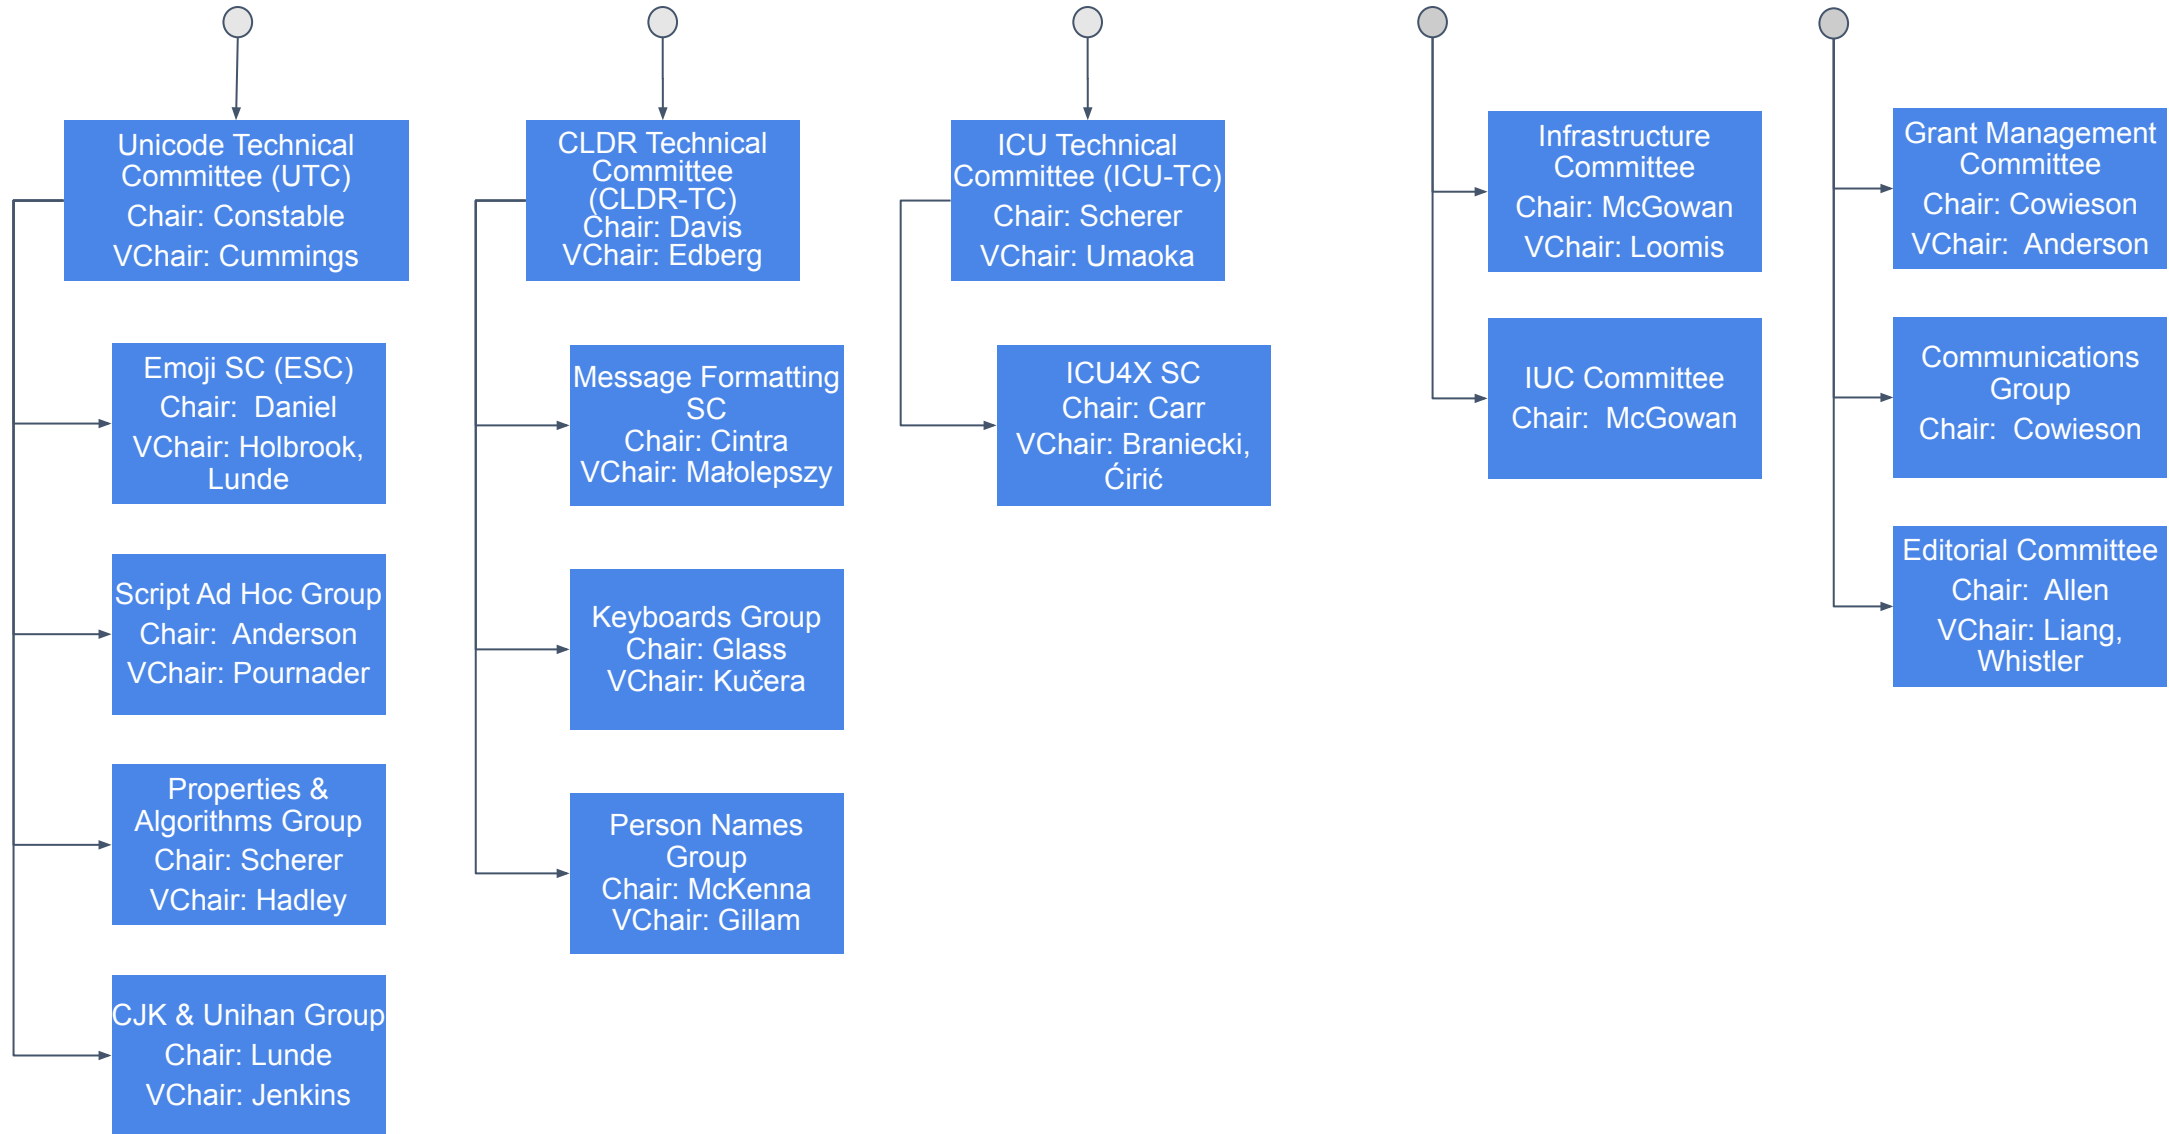 Unicode Technical
Committee (UTC)
Chair: Constable
VChair: Cummings
Emoji SC (ESC)
Chair:  Daniel
VChair: Holbrook,
Lunde
Script Ad Hoc Group
Chair:  Anderson
VChair: Pournader
Properties &
Algorithms Group
Chair: Scherer
VChair: Hadley
CJK & Unihan Group
Chair: Lunde
VChair: Jenkins
CLDR Technical
Committee
(CLDR-TC)
Chair: Davis
VChair: Edberg
Message Formatting
SC
Chair: Cintra
VChair: Małolepszy
Keyboards Group
Chair: Glass
VChair: Kučera
Person Names
Group
Chair: McKenna
VChair: Gillam
ICU Technical
Committee (ICU-TC)
Chair: Scherer
VChair: Umaoka
ICU4X SC
Chair: Carr
VChair: Braniecki,
Ćirić
Infrastructure
Committee
Chair: McGowan
VChair: Loomis
IUC Committee
Chair:  McGowan
Grant Management
Committee
Chair: Cowieson
VChair:  Anderson
Communications
Group
Chair:  Cowieson
Editorial Committee
Chair:  Allen
VChair: Liang,
Whistler